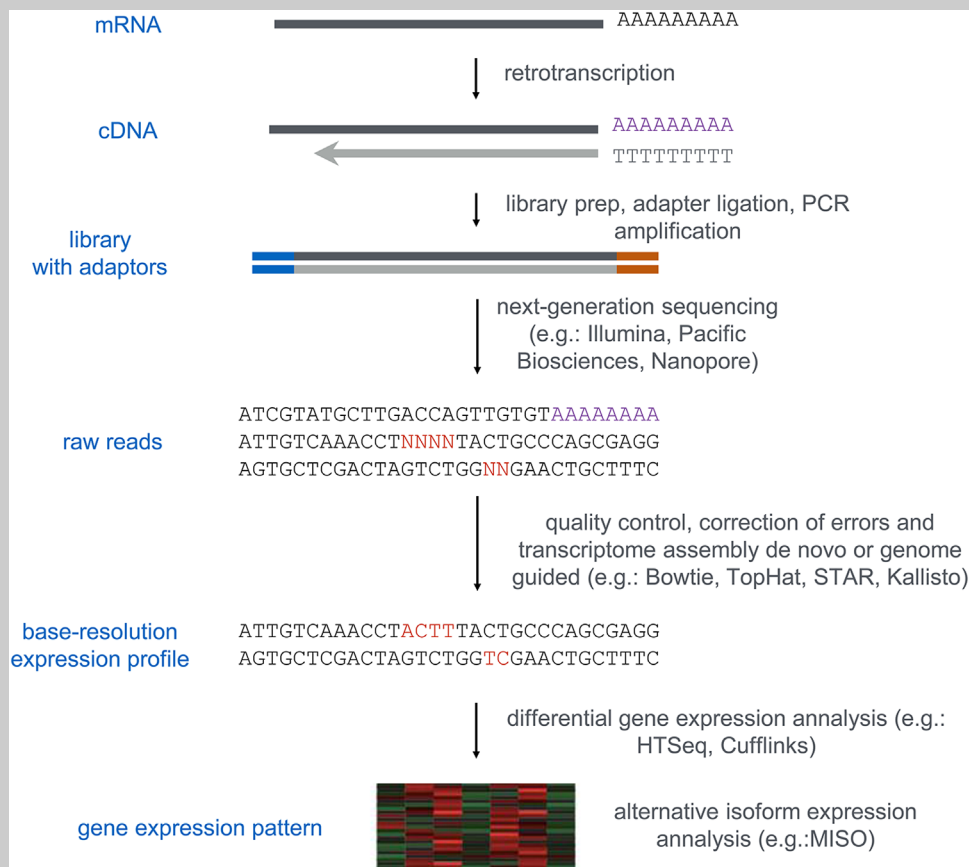 mRNA
AAAAAAAAA
retrotranscription
cDNA
AAAAAAAAA
TTTTTTTTT
library prep, adapter ligation, PCR
amplification
library
with adaptors
next-generation sequencing
(e.g.: Illumina, Pacific
Biosciences, Nanopore)
raw reads
ATCGTATGCTTGACCAGTTGTGTAAAAAAAA
ATTGTCAAACCTNNNNTACTGCCCAGCGAGG
AGTGCTCGACTAGTCTGGNNGAACTGCTTTC
quality control, correction of errors and
transcriptome assembly de novo or genome
guided (e.g.: Bowtie, TopHat, STAR, Kallisto)
base-resolution
expression profile
ATTGTCAAACCTACTTTACTGCCCAGCGAGG
AGTGCTCGACTAGTCTGGTCGAACTGCTTTC
differential gene expression annalysis (e.g.:
HTSeq, Cufflinks)
gene expression pattern
alternative isoform expression
annalysis (e.g.:MISO)